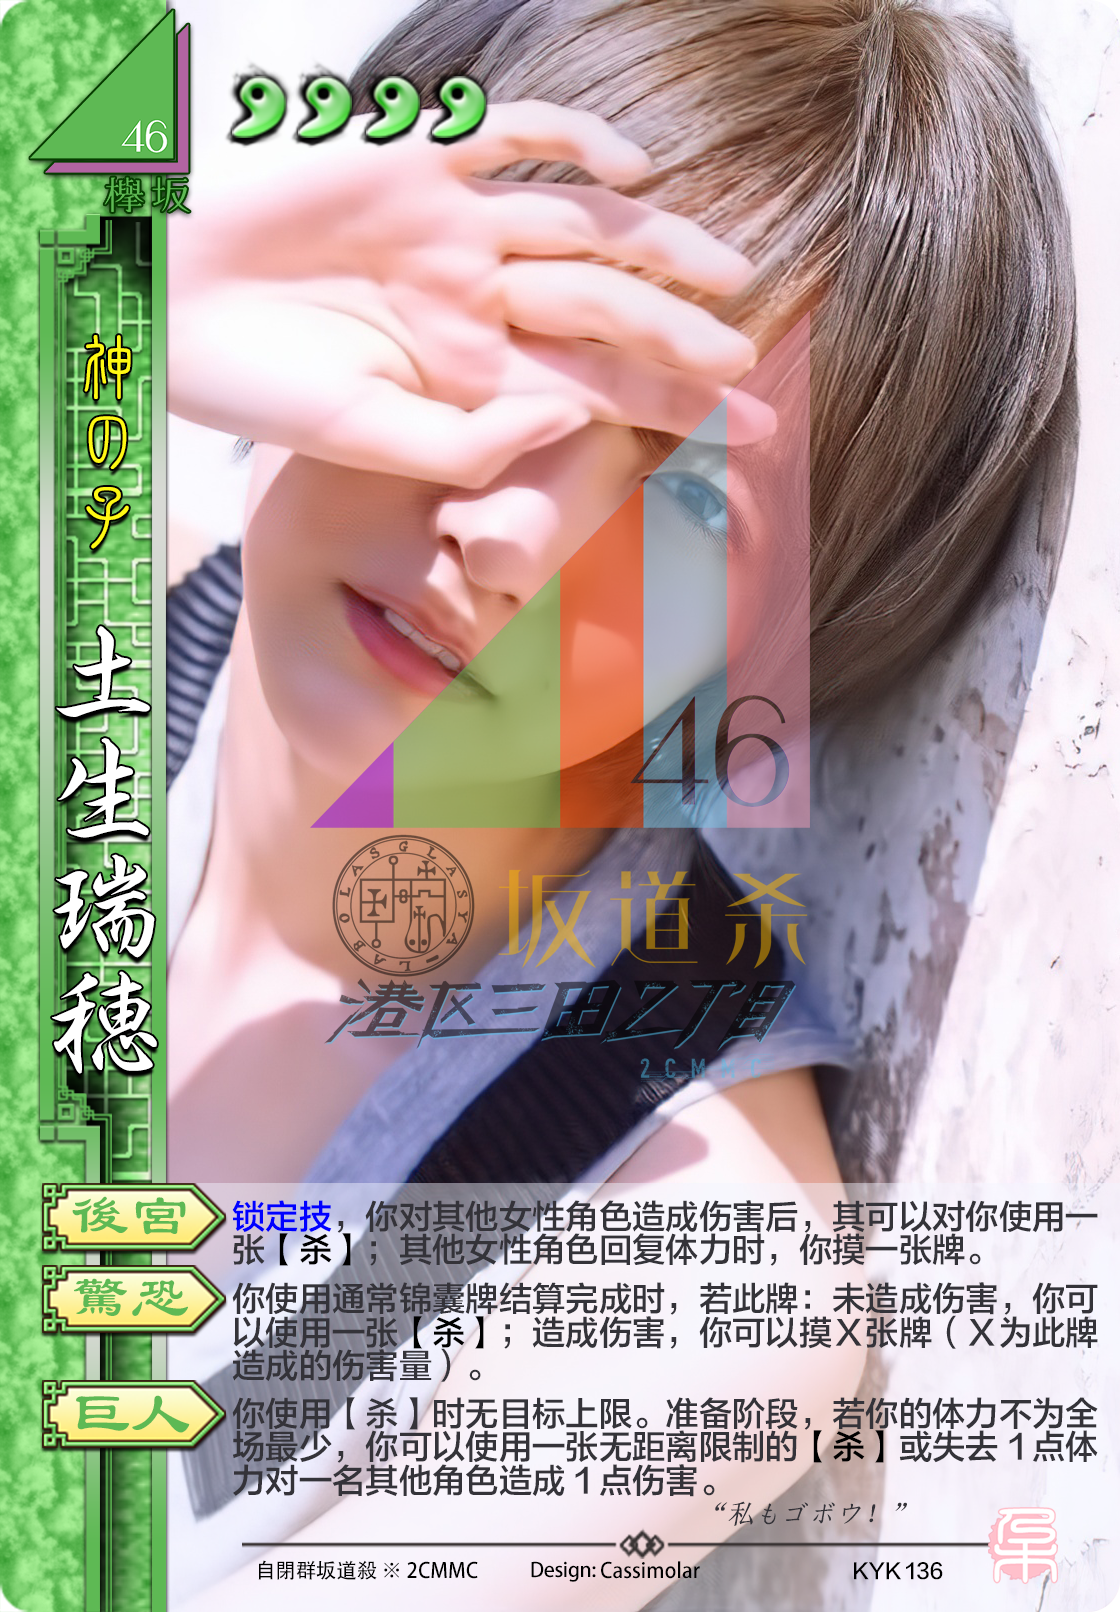 46
欅坂
神の子
土生瑞穂
46
GLASYA-LABOLAS
坂道杀
港区三田乙丁目
2CMMC
後宮
锁定技，你对其他女性角色造成伤害后，其可以对你使用一
张【杀】；其他女性角色回复体力时，你摸一张牌。
驚恐
你使用通常锦囊牌结算完成时，若此牌：未造成伤害，你可
以使用一张【杀】；造成伤害，你可以摸X张牌（X为此牌
造成的伤害量）。
巨人
你使用【杀】时无目标上限。准备阶段，若你的体力不为全
场最少，你可以使用一张无距离限制的【杀】或失去1点体
力对一名其他角色造成1点伤害。
“私もゴボウ！”
自閉群坂道殺 ※ 2CMMC Design: Cassimolar KYK 136